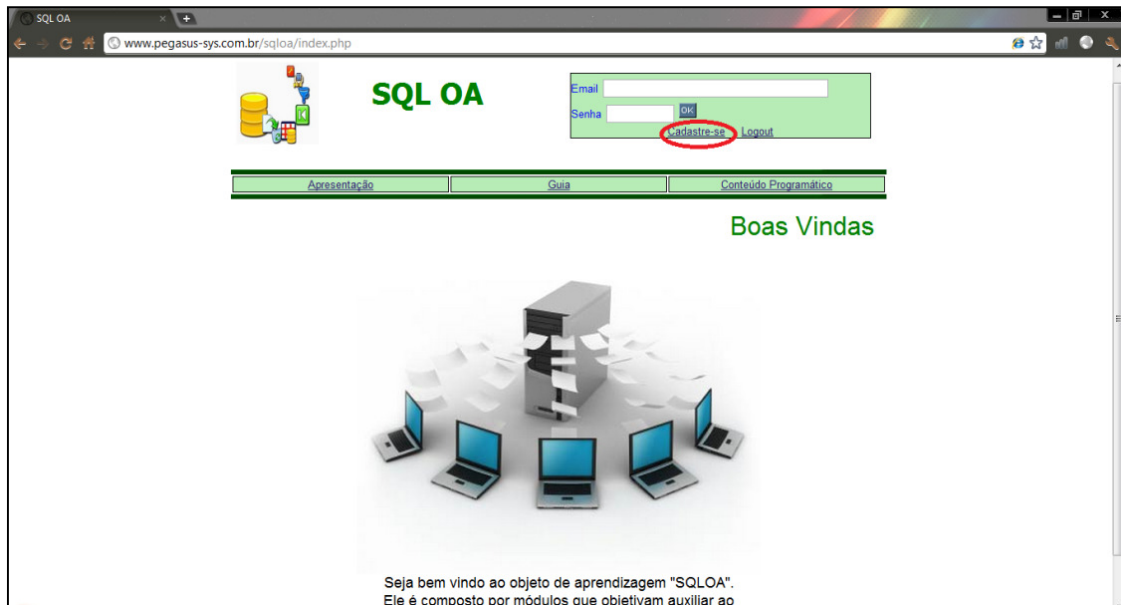 SQL OA
www.pegasus-sys.com.br/sqloa/index.php
SQL OA
Email
Senha
OK
Cadastre-se Logout
Apresentação Guia Conteúdo Programático
Boas Vindas
Seja bem vindo ao objeto de aprendizagem "SQLOA".
Ele é composto por módulos que objetivam auxiliar ao